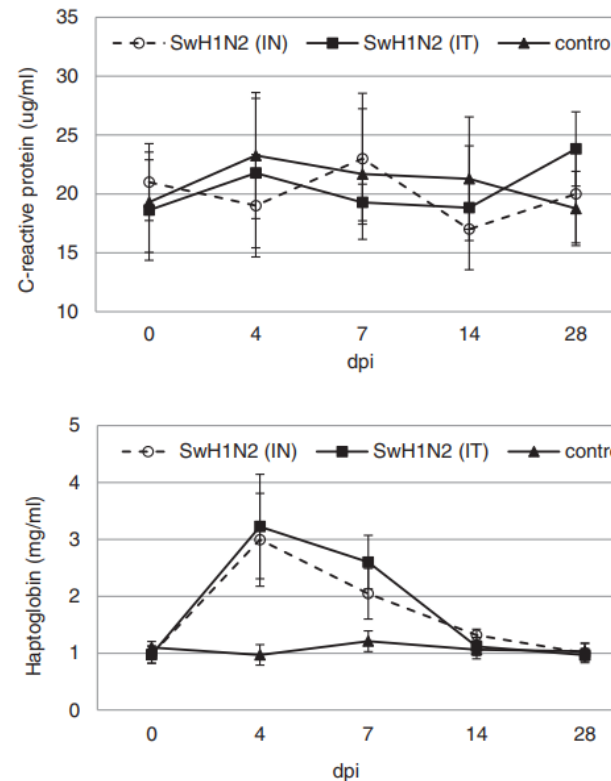 35
SwH1N2 (IN) SwH1N2 (IT) contro
30
25
20
15
10
C-reactive protein (ug/ml)
0 4 7 14 28
dpi
5
SwH1N2 (IN) SwH1N2 (IT) contro
4
3
2
1
0
Haptoglobin (mg/ml)
0 4 7 14 28
dpi